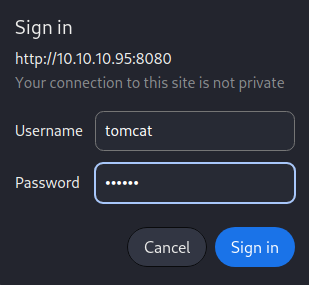 Sign in
http://10.10.10.95:8080
Your connection to this site is not private
Username tomcat
Password ••••••
Cancel Sign in